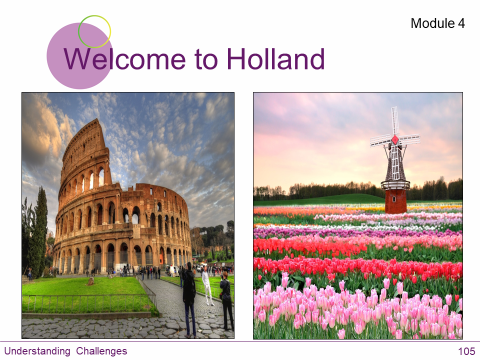 Module 4
Welcome to Holland
Understanding Challenges
105